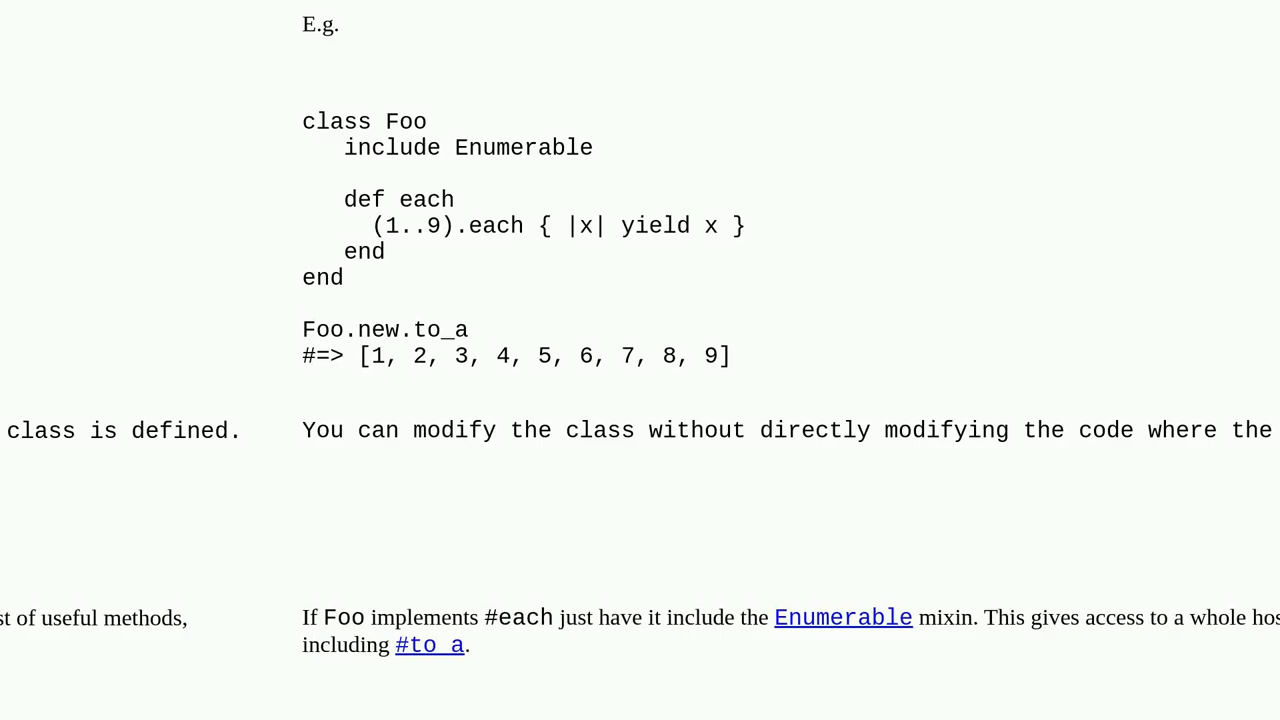 E.g.
class Foo
   include Enumerable
   def each
     (1..9).each { |x| yield x }
   end
end
Foo.new.to_a
#=> [1, 2, 3, 4, 5, 6, 7, 8, 9]
class is defined.
You can modify the class without directly modifying the code where the
of useful methods,
If Foo implements #each just have it include the Enumerable mixin. This gives access to a whole
including #to_a.